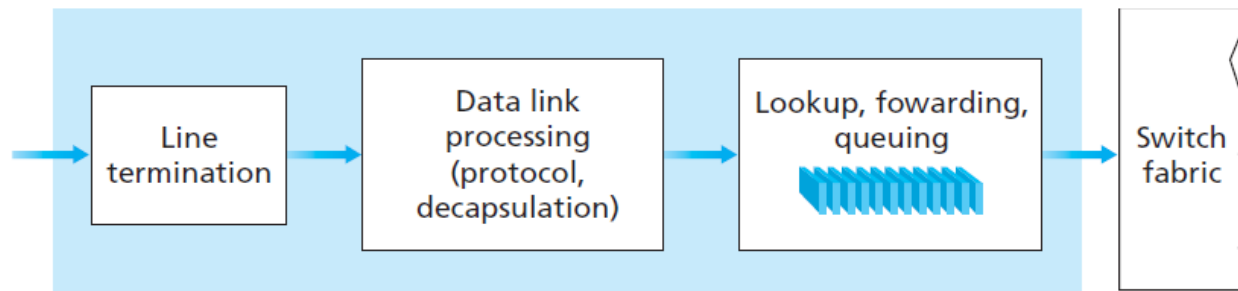 Line
termination
Data link
processing
(protocol,
decapsulation)
Lookup, fowarding,
queuing
Switch
fabric